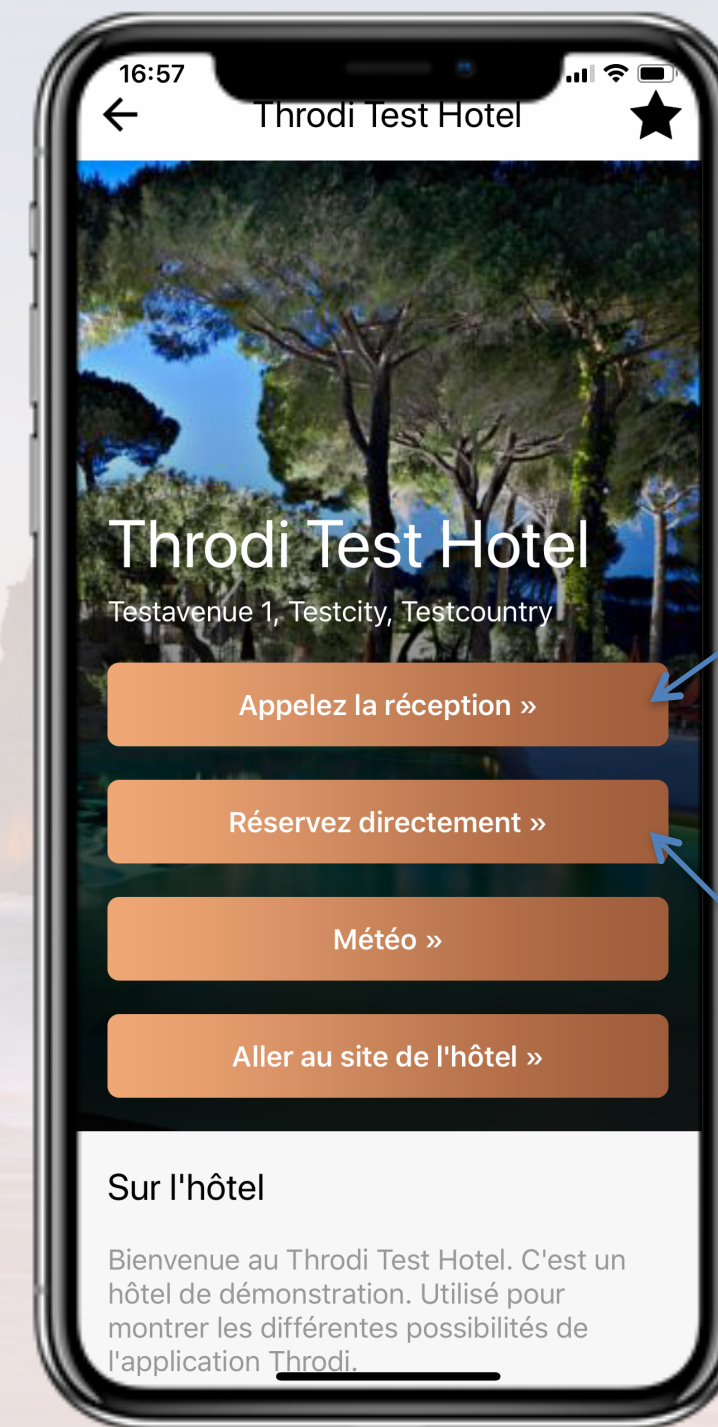 16:57
Throdi Test Hotel
Throdi Test Hotel
Testavenue 1, Testcity, Testcountry
Appelez la réception »
Réservez directement »
Météo »
Aller au site de l'hôtel »
Sur l'hôtel
Bienvenue au Throdi Test Hotel. C'est un
hôtel de démonstration. Utilisé pour
montrer les différentes possibilités de
l'application Throdi.